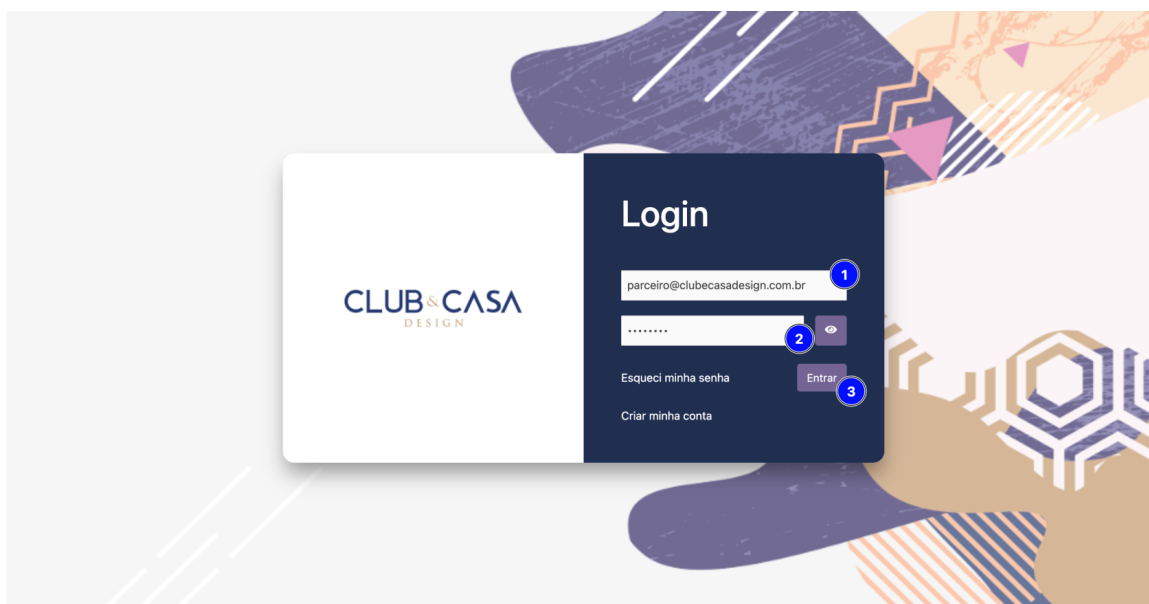 Login
1
parceiro@clubecasadesign.com.br
CLUB&CASA
DESIGN
••••••••
2
Esqueci minha senha
Entrar
3
Criar minha conta